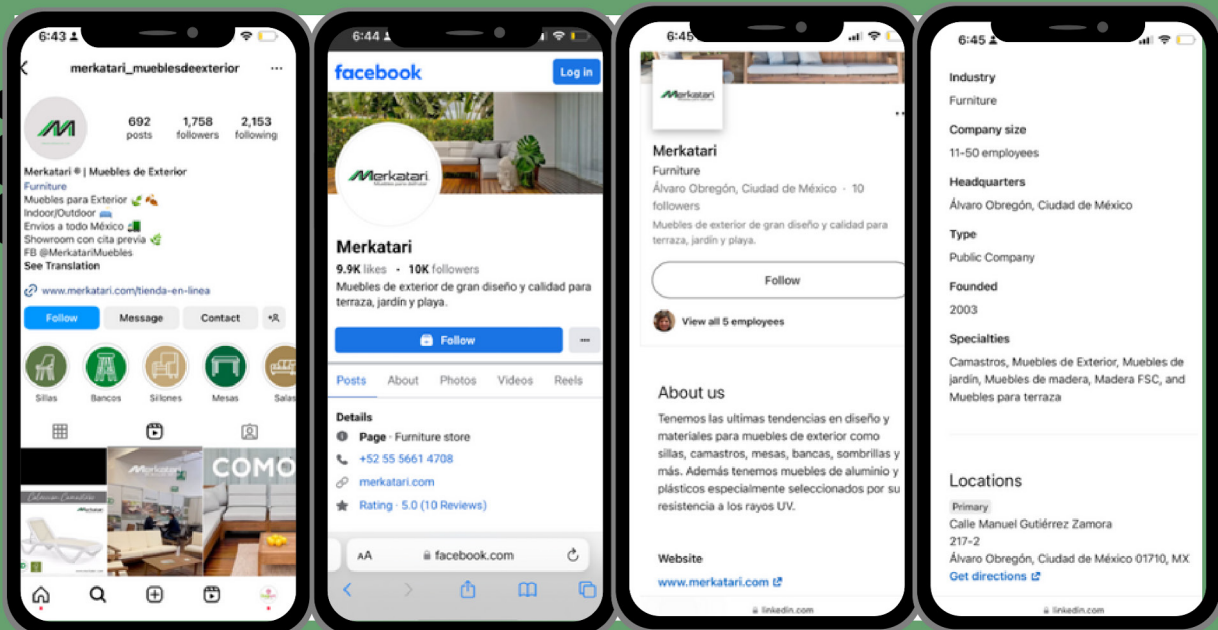 6:43
merkatari_mueblesdeexterior
692 1,758 2,153
posts followers following
Merkatari ® | Muebles de Exterior
Furniture
Muebles para Exterior
Indoor/Outdoor
Envios a todo México
Showroom con cita previa
FB @MerkatariMuebles
See Translation
www.merkatari.com/tienda-en-linea
Follow Message Contact
Sillas Bancos Sillones Mesas Salas
Merkatari
COMO
6:44
facebook Log in
Merkatari
Merkatari
9.9K likes · 10K followers
Muebles de exterior de gran diseño y calidad para
terraza, jardín y playa.
Follow
Posts About Photos Videos Reels
Details
Page · Furniture store
+52 55 5661 4708
merkatari.com
Rating · 5.0 (10 Reviews)
AA facebook.com
6:45
Merkatari
Merkatari
Furniture
Álvaro Obregón, Ciudad de México · 10
followers
Muebles de exterior de gran diseño y calidad para
terraza, jardín y playa.
Follow
View all 5 employees
About us
Tenemos las ultimas tendencias en diseño y
materiales para muebles de exterior como
sillas, camastros, mesas, bancas, sombrillas y
más. Además tenemos muebles de aluminio y
plásticos especialmente seleccionados por su
resistencia a los rayos UV.
Website
www.merkatari.com
linkedin.com
6:45
Industry
Furniture
Company size
11-50 employees
Headquarters
Álvaro Obregón, Ciudad de México
Type
Public Company
Founded
2003
Specialties
Camastros, Muebles de Exterior, Muebles de
jardín, Muebles de madera, Madera FSC, and
Muebles para terraza
Locations
Primary
Calle Manuel Gutiérrez Zamora
217-2
Álvaro Obregón, Ciudad de México 01710, MX
Get directions
linkedin.com